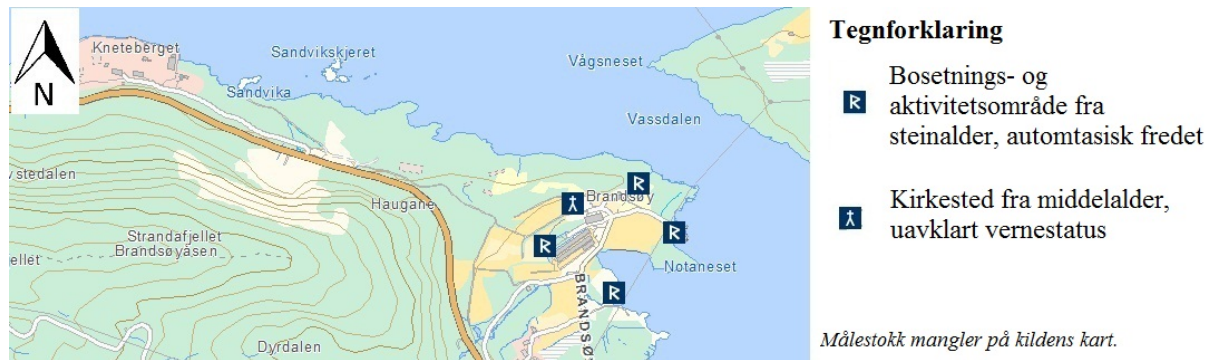 N
Kneteberget
Sandvikskjeret
Vågsneset
Sandvika
Vassdalen
stedalen
Haugane
Brandsøy
Strandafjellet
Brandsøyåsen
ellet
Notaneset
BRANDSØ
Dyrdalen
Tegnforklaring
R
Bosetnings- og
aktivitetsområde fra
steinalder, automtasisk fredet
Kirkested fra middelalder,
uavklart vernestatus
Målestokk mangler på kildens kart.